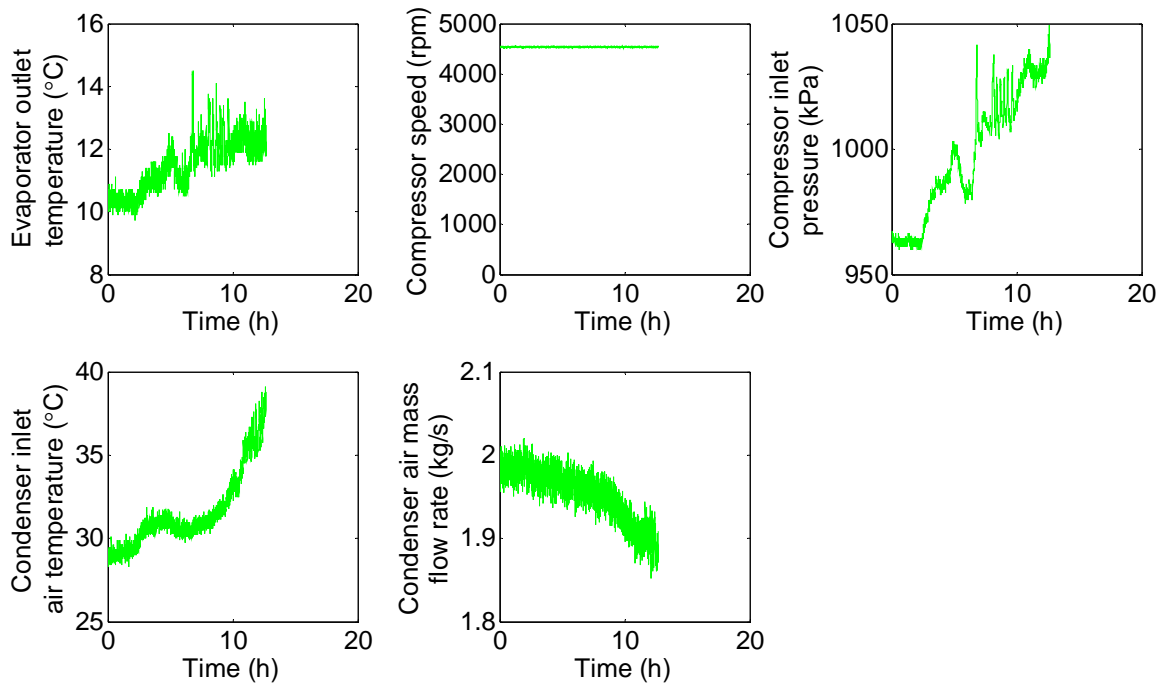 Evaporator outlet
temperature (°C)
16
14
12
10
8
0
10
20
Time (h)
Compressor speed (rpm)
5000
4000
3000
2000
1000
0
0
10
20
Time (h)
Compressor inlet
pressure (kPa)
1050
1000
950
0
10
20
Time (h)
Condenser inlet
air temperature (°C)
40
35
30
25
0
10
20
Time (h)
Condenser air mass
flow rate (kg/s)
2.1
2
1.9
1.8
0
10
20
Time (h)